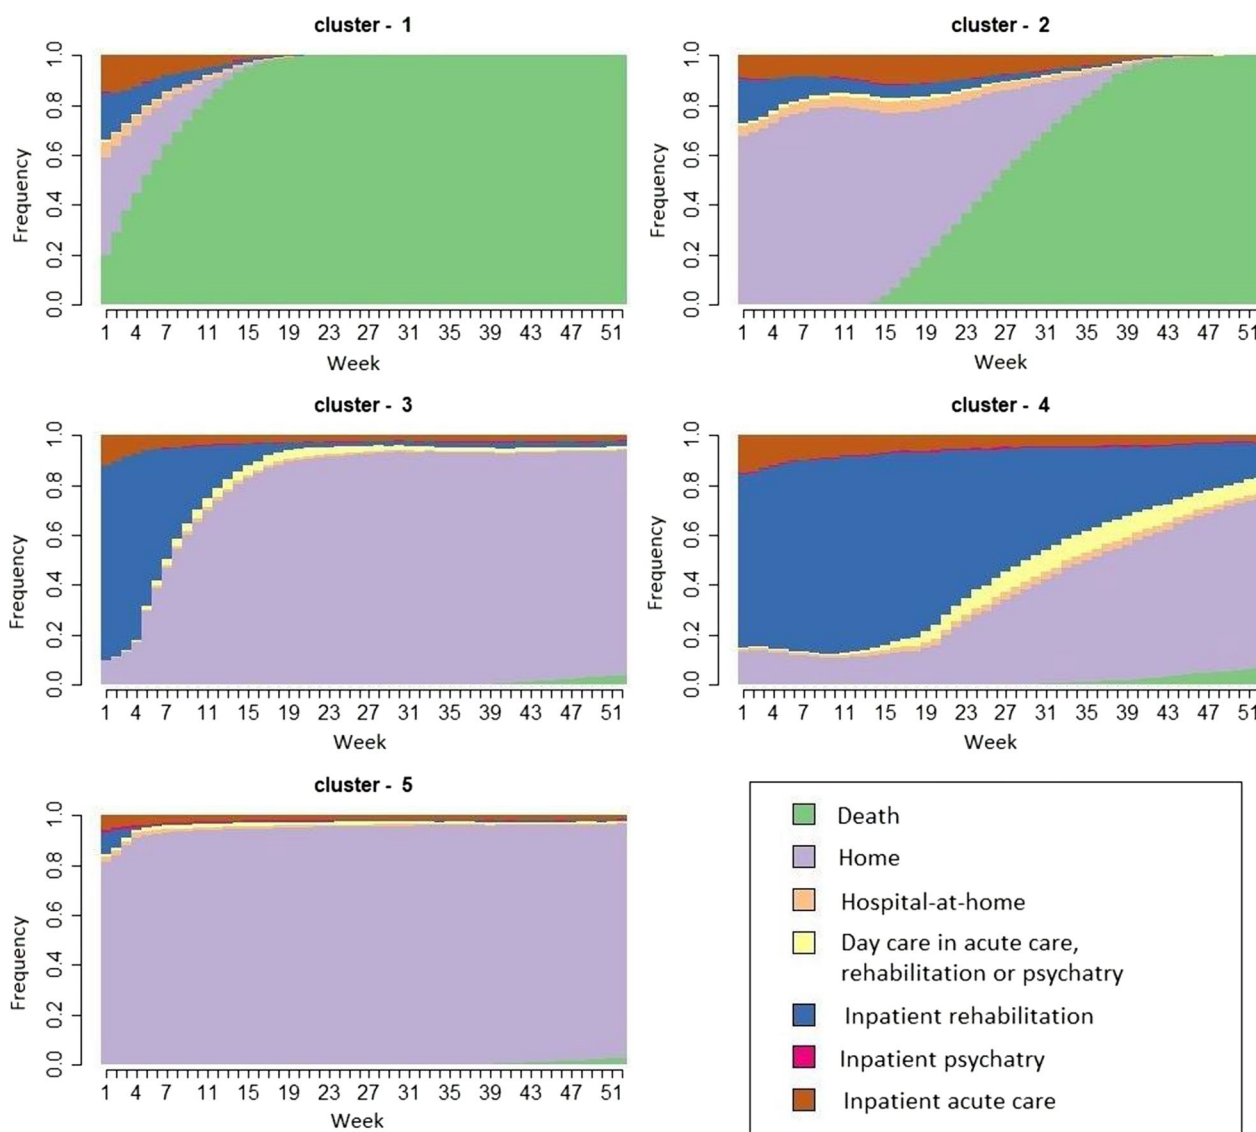 cluster - 1
1.0
0.8
0.6
0.4
0.2
0.0
Frequency
1 4 7 11 15 19 23 27 31 35 39 43 47 51
Week
cluster - 2
1.0
0.8
0.6
0.4
0.2
0.0
Frequency
1 4 7 11 15 19 23 27 31 35 39 43 47 51
Week
cluster - 3
1.0
0.8
0.6
0.4
0.2
0.0
Frequency
1 4 7 11 15 19 23 27 31 35 39 43 47 51
Week
cluster - 4
1.0
0.8
0.6
0.4
0.2
0.0
Frequency
1 4 7 11 15 19 23 27 31 35 39 43 47 51
Week
cluster - 5
1.0
0.8
0.6
0.4
0.2
0.0
Frequency
1 4 7 11 15 19 23 27 31 35 39 43 47 51
Week
Death
Home
Hospital-at-home
Day care in acute care,
rehabilitation or psychatry
Inpatient rehabilitation
Inpatient psychatry
Inpatient acute care